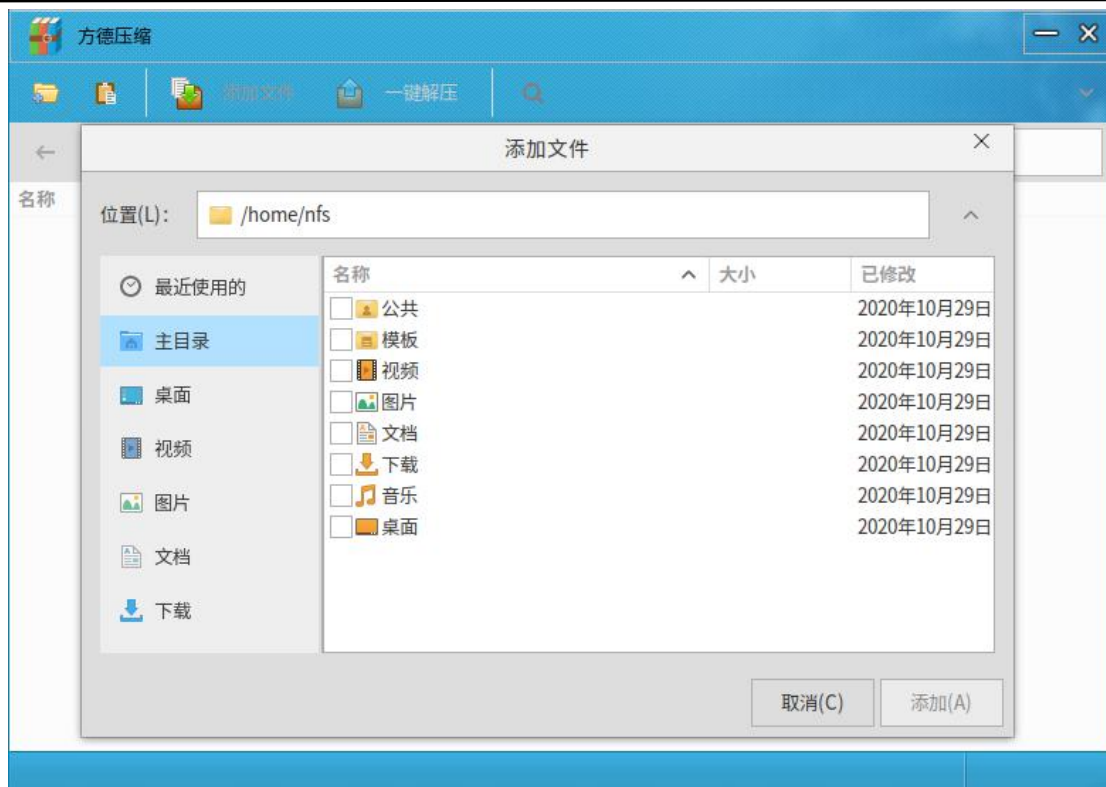 方德压缩
添加文件 一键解压
添加文件
名称
位置(L): /home/nfs
最近使用的
主目录
桌面
视频
图片
文档
下载
名称 大小 已修改
公共 2020年10月29日
模板 2020年10月29日
视频 2020年10月29日
图片 2020年10月29日
文档 2020年10月29日
下载 2020年10月29日
音乐 2020年10月29日
桌面 2020年10月29日
取消(C) 添加(A)